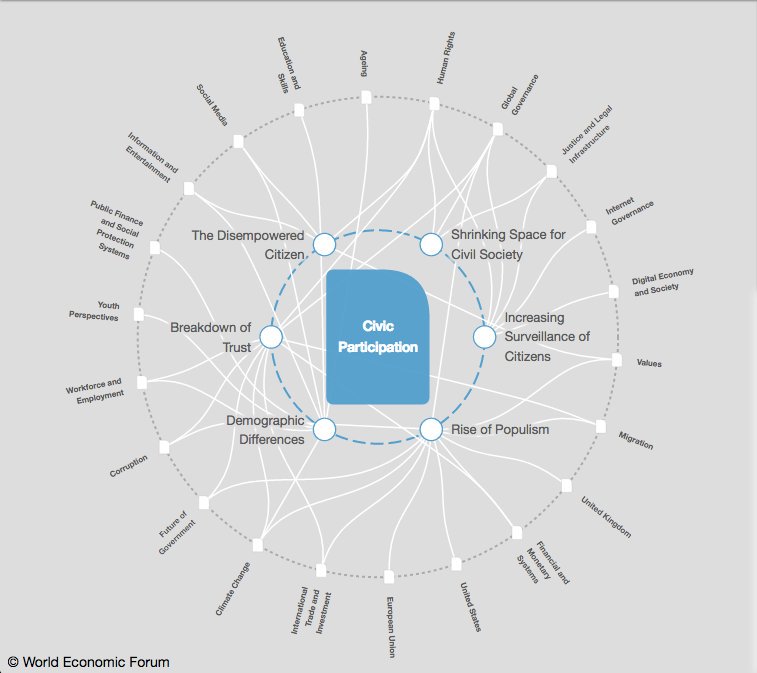 Education and
Skills
Ageing
Human Rights
Global
Governance
Social Media
Justice and Legal
Infrastructure
Information and
Entertainment
Internet
Governance
Public Finance
and Social
Protection
Systems
The Disempowered
Citizen
Shrinking Space for
Civil Society
Digital Economy
and Society
Youth
Perspectives
Breakdown of
Trust
Civic
Participation
Increasing
Surveillance of
Citizens
Values
Workforce and
Employment
Demographic
Differences
Rise of Populism
Migration
Corruption
United Kingdom
Future of
Government
Financial and
Monetary
Systems
Climate Change
International
Trade and
Investment
European Union
United States
© World Economic Forum